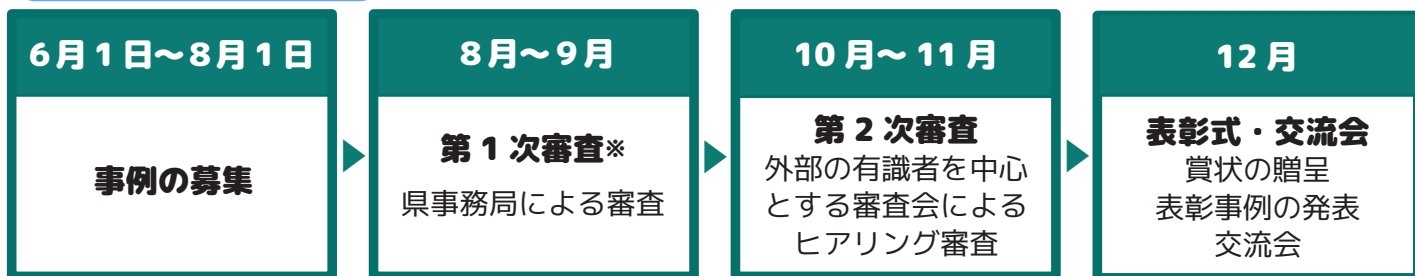 6月1日〜8月1日
事例の募集
8月〜9月
第1次審査※
県事務局による審査
10月〜11月
第2次審査
外部の有識者を中心
とする審査会による
ヒアリング審査
12月
表彰式・交流会
賞状の贈呈
表彰事例の発表
交流会